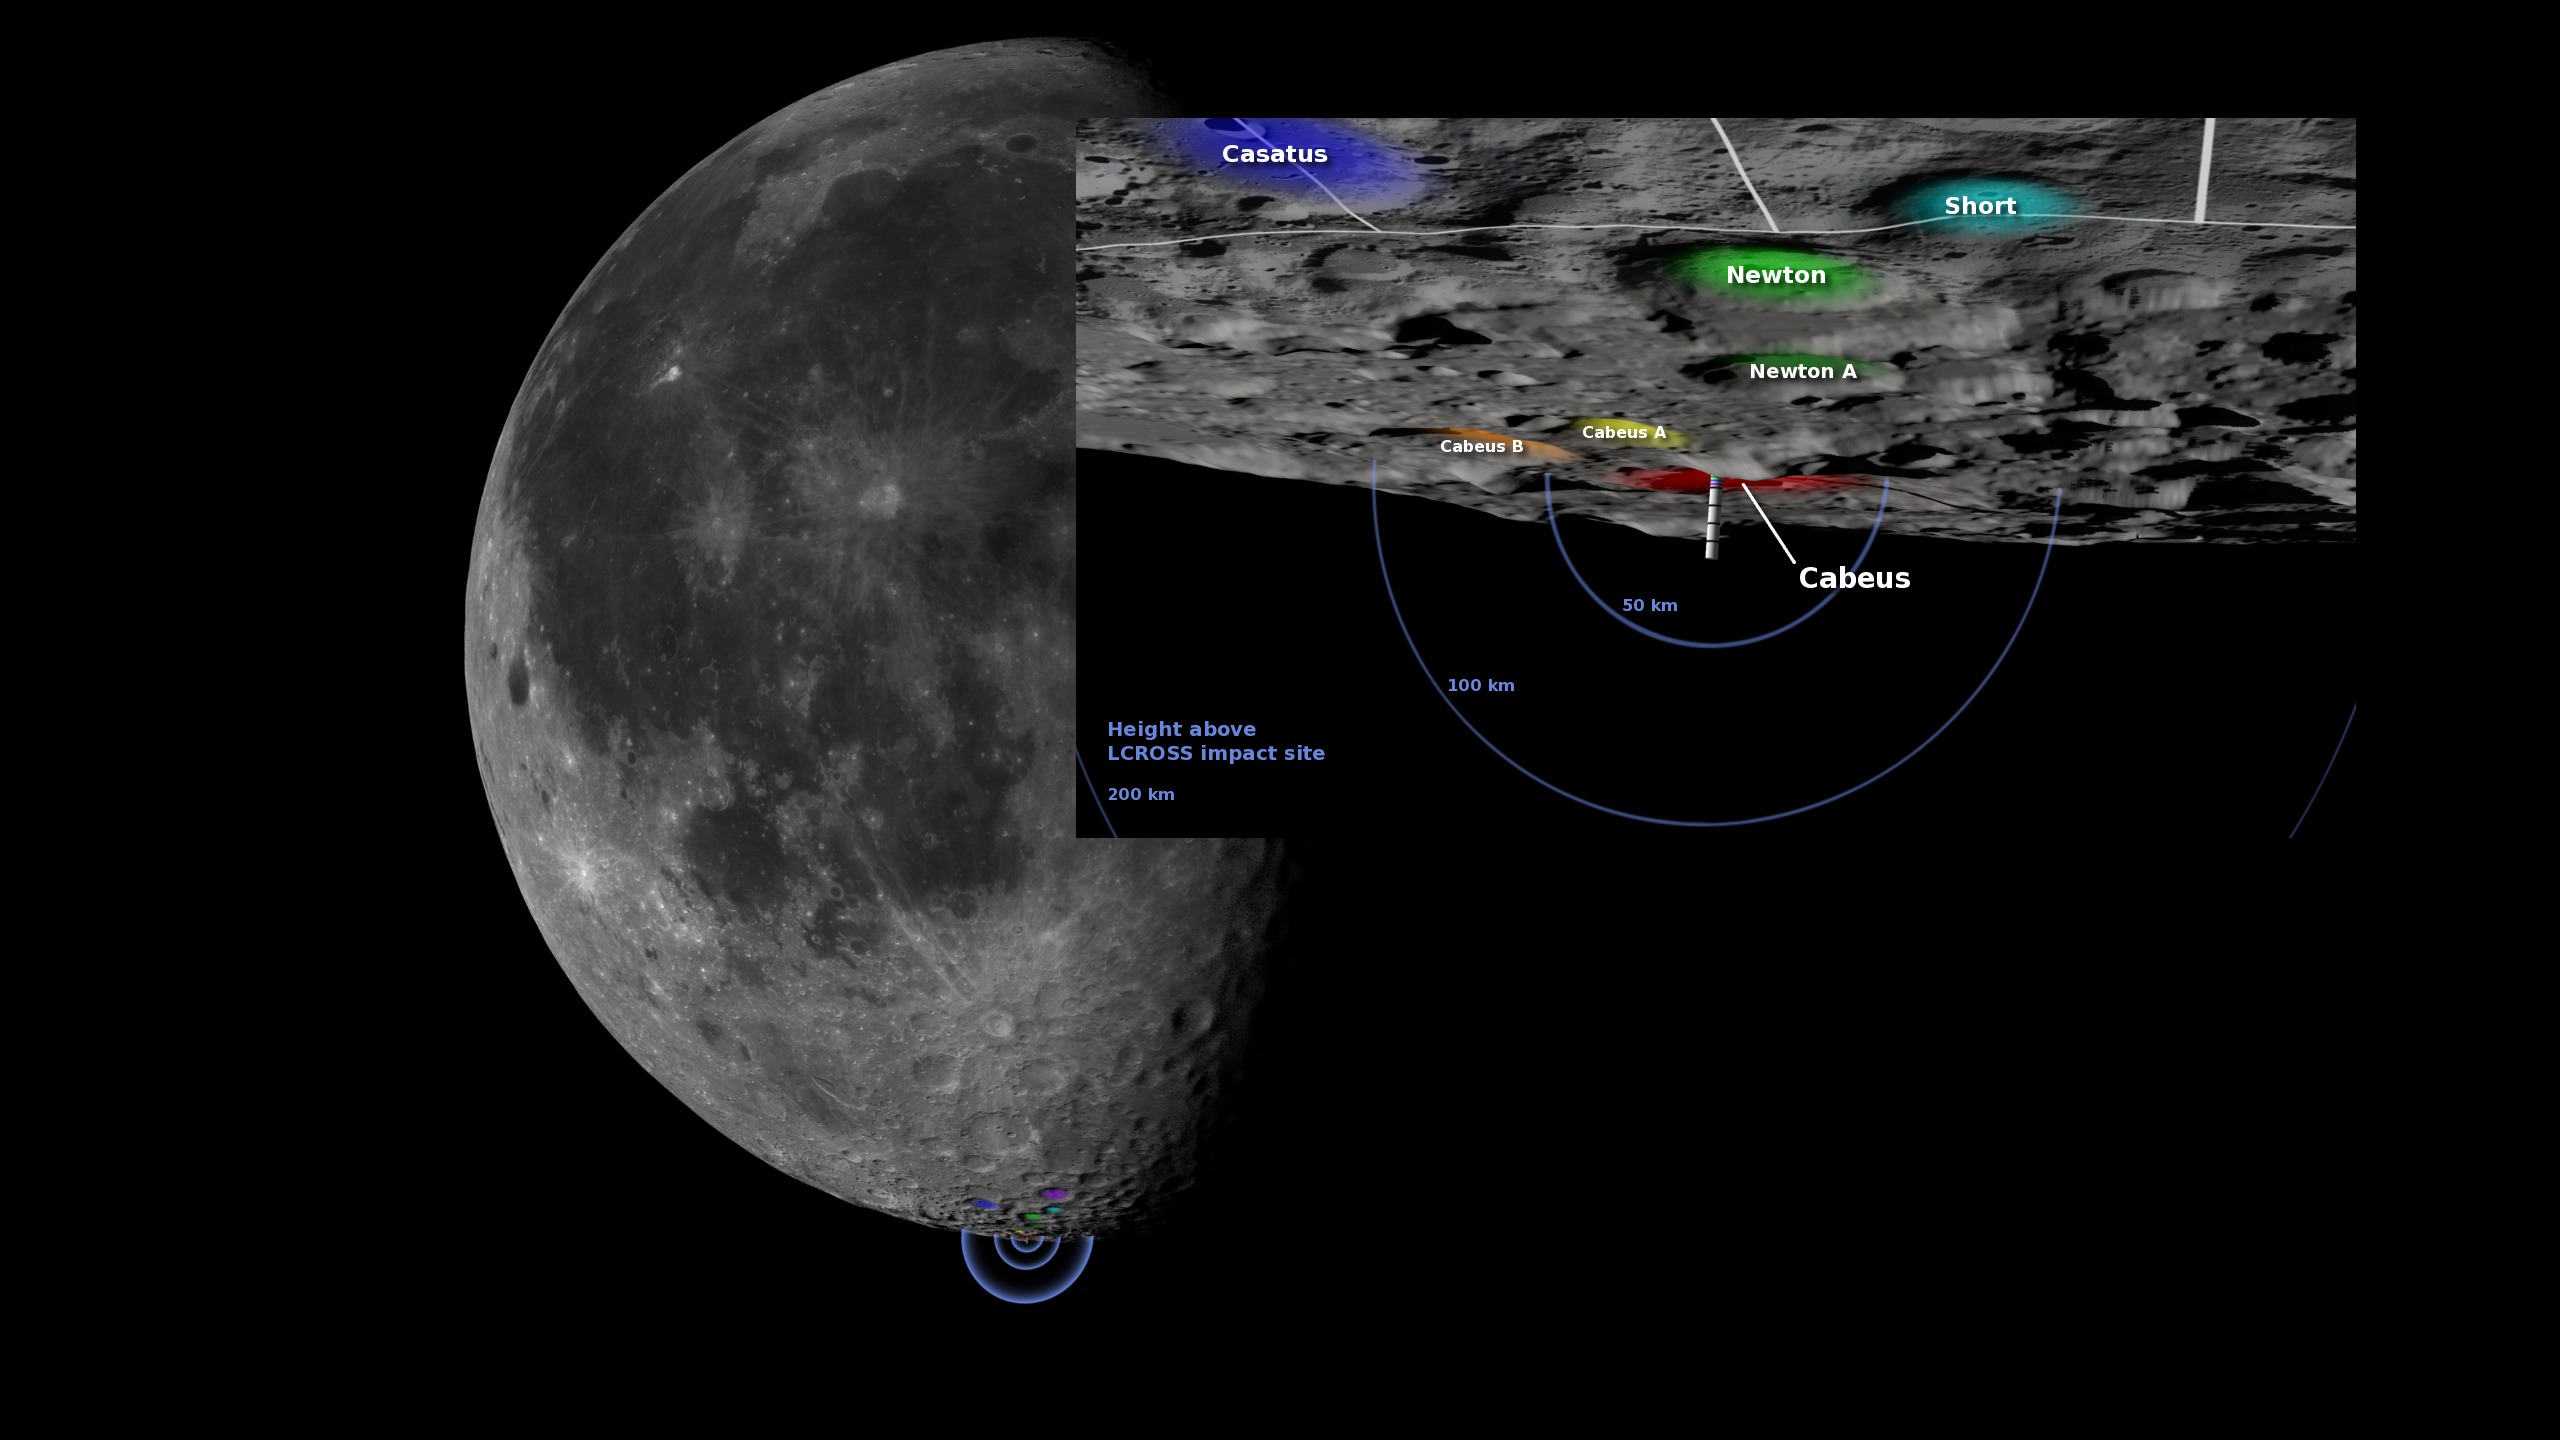 Casatus
Short
Newton
Newton A
Cabeus A
Cabeus B
Cabeus
50 km
100 km
Height above
LCROSS impact site
200 km